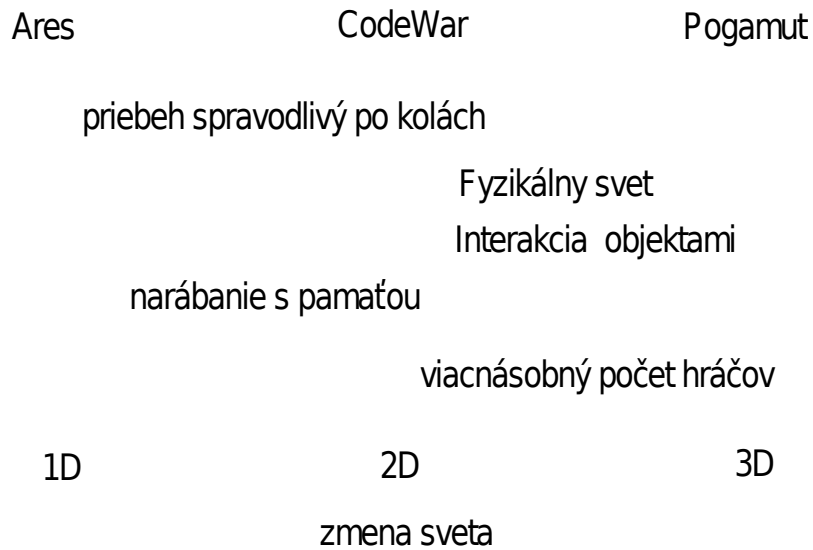 Ares CodeWar Pogamut
priebeh spravodlivý po kolách
Fyzikálny svet
Interakcia objektami
narábanie s pamaťou
viacnásobný počet hráčov
1D 2D 3D
zmena sveta